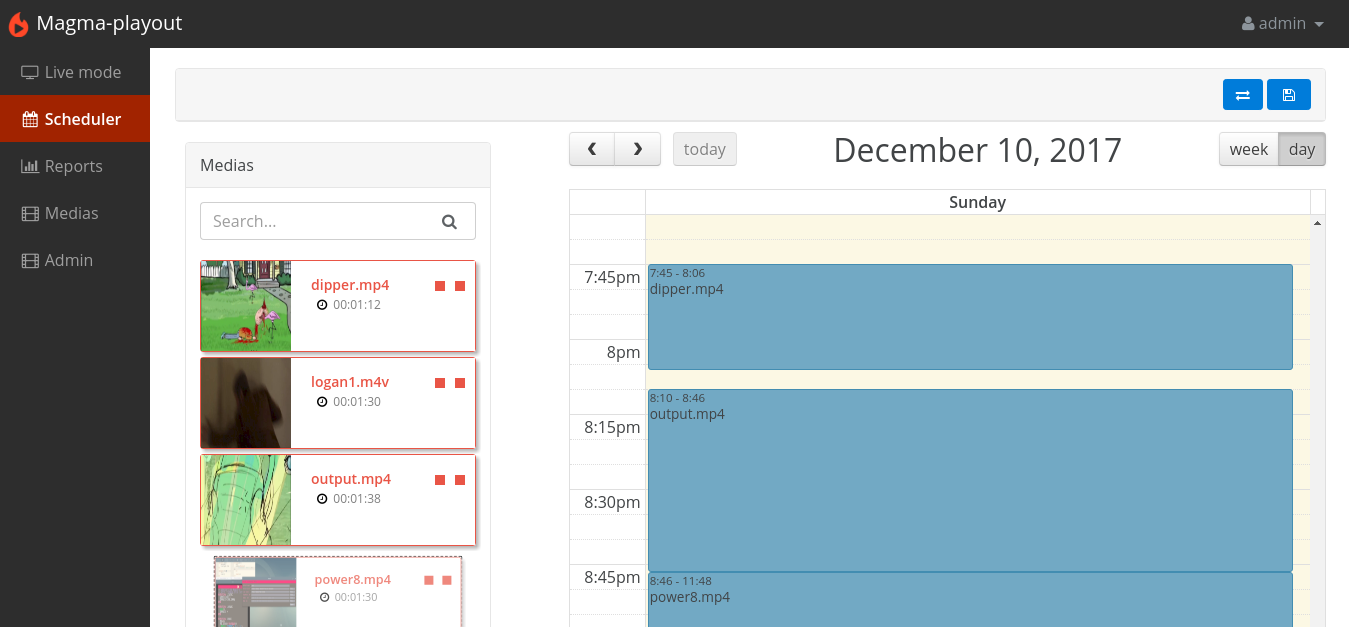 Magma-playout
admin
Live mode
Scheduler
Reports
Medias
Admin
Medias
Search...
dipper.mp4
00:01:12
logan1.m4v
00:01:30
output.mp4
00:01:38
power8.mp4
00:01:30
today
December 10, 2017
week
day
Sunday
7:45pm
8pm
8:15pm
8:30pm
8:45pm
7:45 - 8:06
dipper.mp4
8:10 - 8:46
output.mp4
8:46 - 11:48
power8.mp4